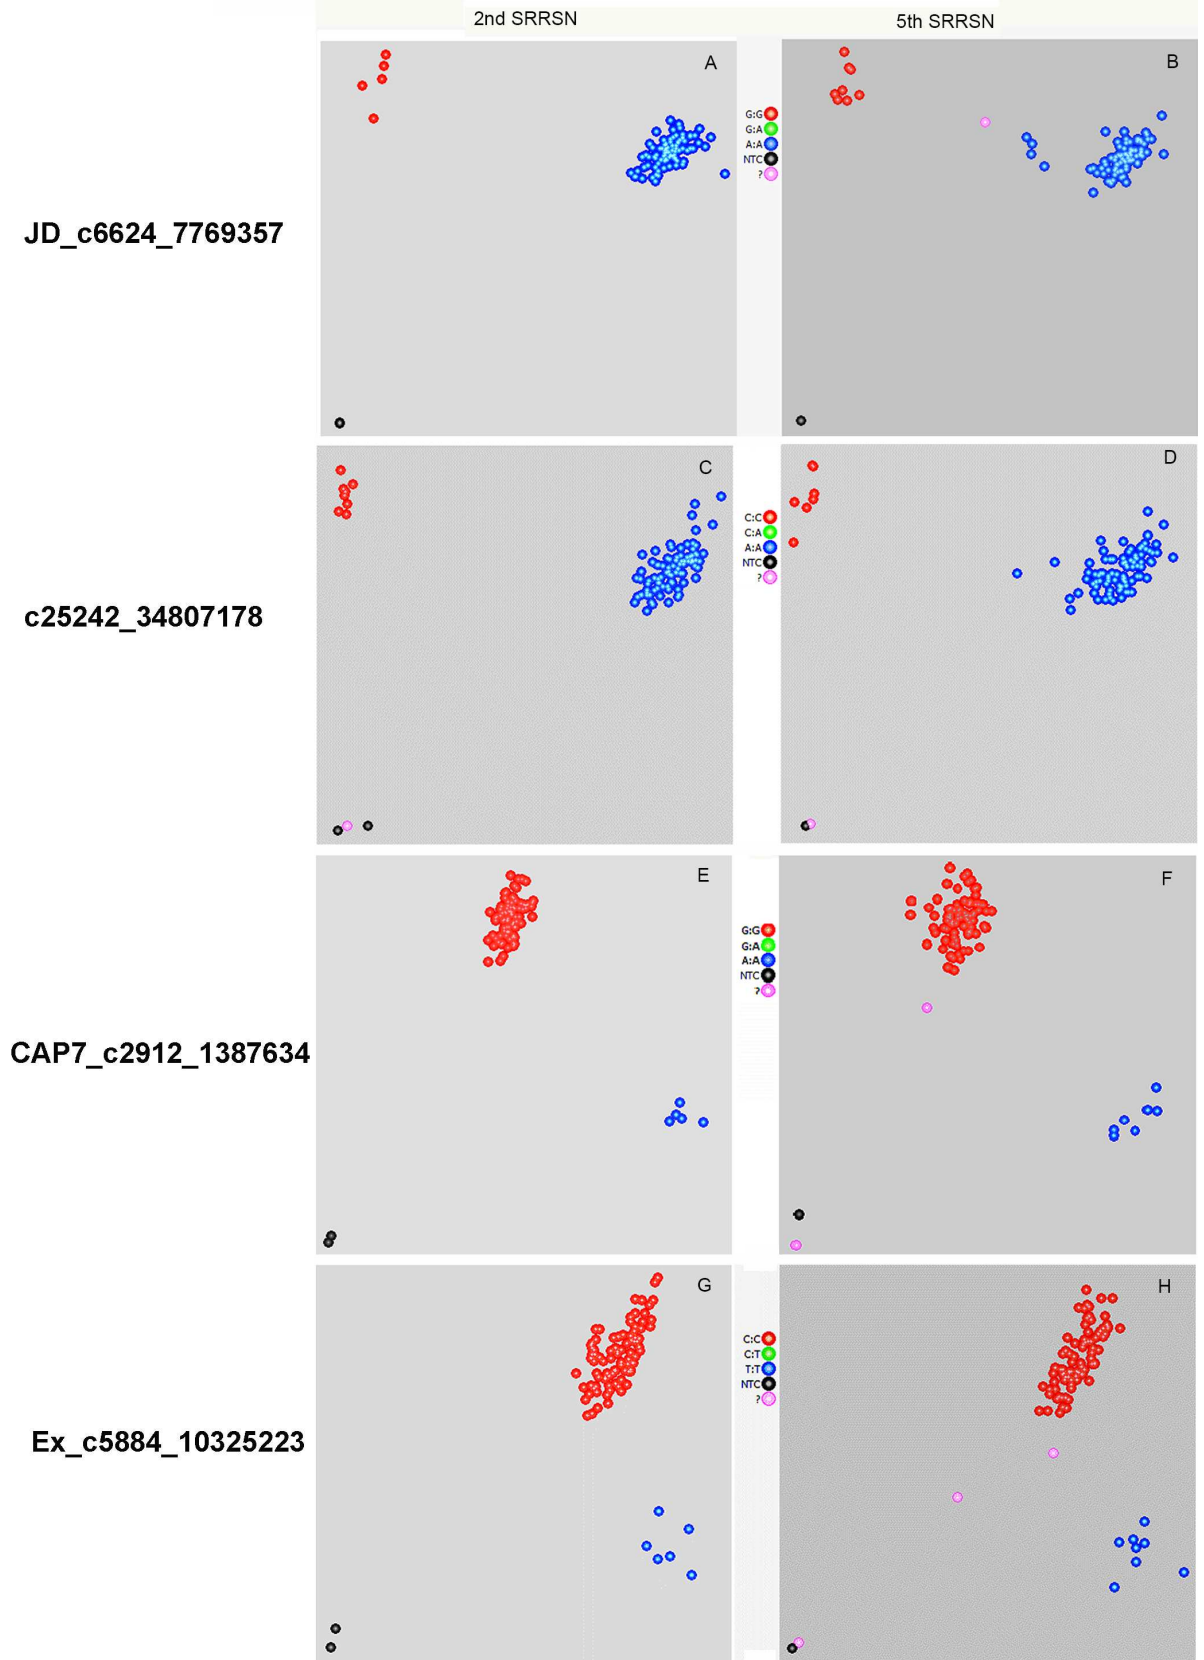 2nd SRRSN 5th SRRSN
A B
G:G
G:A
A:A
NTC
?
JD_c6624_7769357
C D
C:C
C:A
A:A
NTC
?
c25242_34807178
E F
G:G
G:A
A:A
NTC
?
CAP7_c2912_1387634
G H
C:C
C:T
T:T
NTC
?
Ex_c5884_10325223